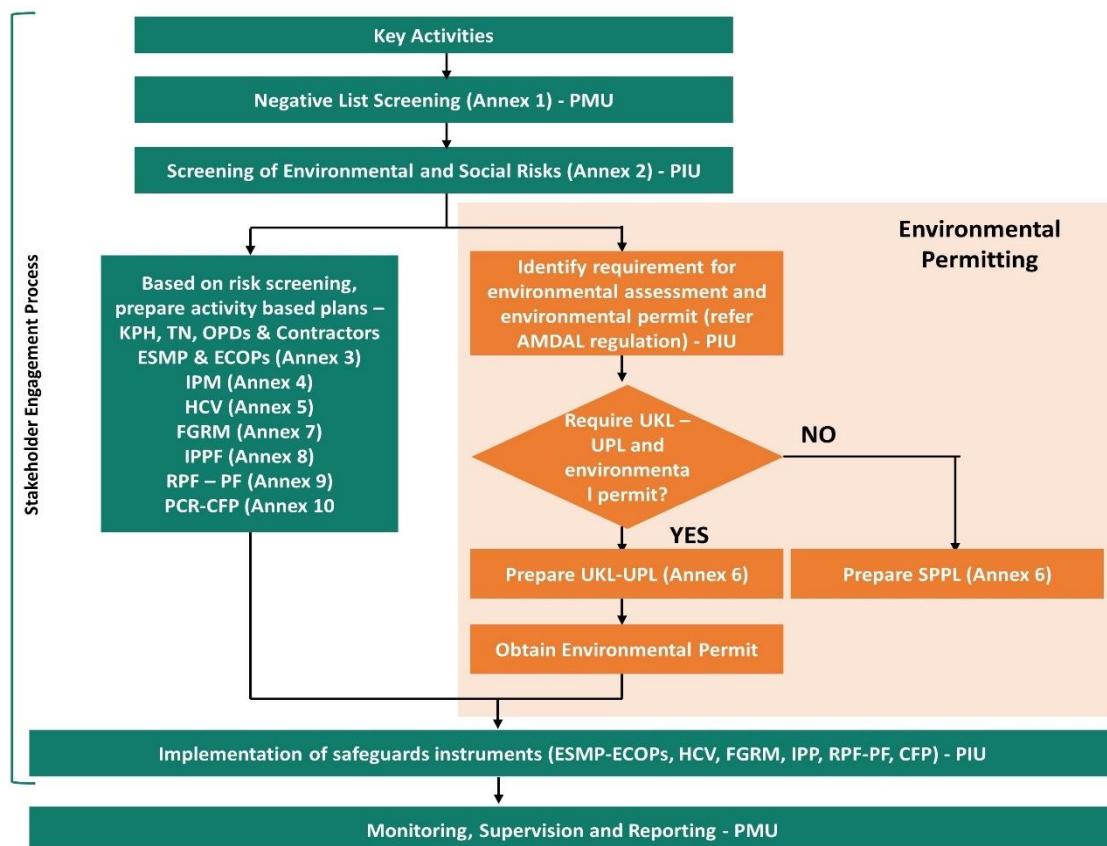 Key Activities
Negative List Screening (Annex 1) - PMU
Screening of Environmental and Social Risks (Annex 2) - PIU
Stakeholder Engagement Process
Based on risk screening,
prepare activity based plans –
KPH, TN, OPDs & Contractors
ESMP & ECOPs (Annex 3)
IPM (Annex 4)
HCV (Annex 5)
FGRM (Annex 7)
IPPF (Annex 8)
RPF – PF (Annex 9)
PCR-CFP (Annex 10
Environmental
Permitting
Identify requirement for
environmental assessment and
environmental permit (refer
AMDAL regulation) - PIU
Require UKL –
UPL and
environmenta
l permit?
NO
YES
Prepare UKL-UPL (Annex 6)
Prepare SPPL (Annex 6)
Obtain Environmental Permit
Implementation of safeguards instruments (ESMP-ECOPs, HCV, FGRM, IPP, RPF-PF, CFP) - PIU
Monitoring, Supervision and Reporting - PMU